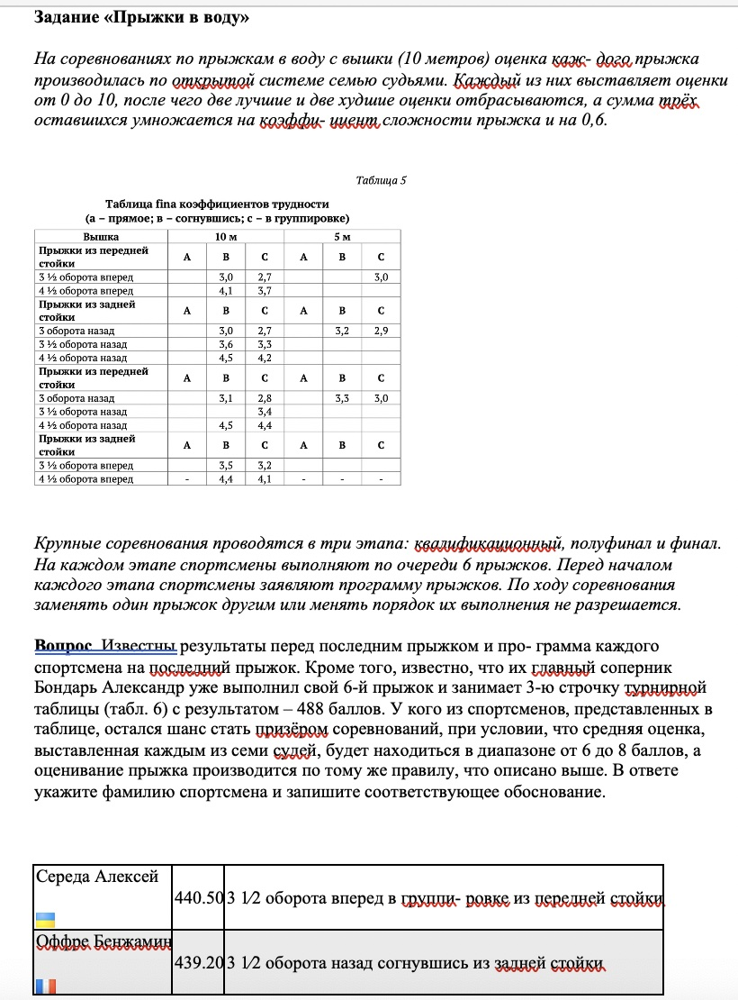 Задание «Прыжки в воду»
На соревнованиях по прыжкам в воду с вышки (10 метров) оценка каж- дого прыжка
производилась по открытой системе семью судьями. Каждый из них выставляет оценки
от 0 до 10, после чего две лучшие и две худшие оценки отбрасываются, а сумма трёх
оставшихся умножается на коэффи- циент сложности прыжка и на 0,6.
Таблица 5
Таблица fina коэффициентов трудности
(а – прямое; в – согнувшись; с – в группировке)
Вышка 10 м 5 м
Прыжки из передней
стойки A B C A B C
3 ½ оборота вперед 3,0 2,7 3,0
4 ½ оборота вперед 4,1 3,7
Прыжки из задней
стойки A B C A B C
3 оборота назад 3,0 2,7 3,2 2,9
3 ½ оборота назад 3,6 3,3
4 ½ оборота назад 4,5 4,2
Прыжки из передней
стойки A B C A B C
3 оборота назад 3,1 2,8 3,3 3,0
3 ½ оборота назад 3,4
4 ½ оборота назад 4,5 4,4
Прыжки из задней
стойки A B C A B C
3 ½ оборота вперед 3,5 3,2
4 ½ оборота вперед - 4,4 4,1 - - -
Крупные соревнования проводятся в три этапа: квалификационный, полуфинал и финал.
На каждом этапе спортсмены выполняют по очереди 6 прыжков. Перед началом
каждого этапа спортсмены заявляют программу прыжков. По ходу соревнования
заменять один прыжок другим или менять порядок их выполнения не разрешается.
Вопрос. Известны результаты перед последним прыжком и про- грамма каждого
спортсмена на последний прыжок. Кроме того, известно, что их главный соперник
Бондарь Александр уже выполнил свой 6-й прыжок и занимает 3-ю строчку турнирной
таблицы (табл. 6) с результатом – 488 баллов. У кого из спортсменов, представленных в
таблице, остался шанс стать призёром соревнований, при условии, что средняя оценка,
выставленная каждым из семи судей, будет находиться в диапазоне от 6 до 8 баллов, а
оценивание прыжка производится по тому же правилу, что описано выше. В ответе
укажите фамилию спортсмена и запишите соответствующее обоснование.
Середа Алексей
440.50 3 1/2 оборота вперед в группи- ровке из передней стойки
Оффре Бенжамин
439.20 3 1/2 оборота назад согнувшись из задней стойки